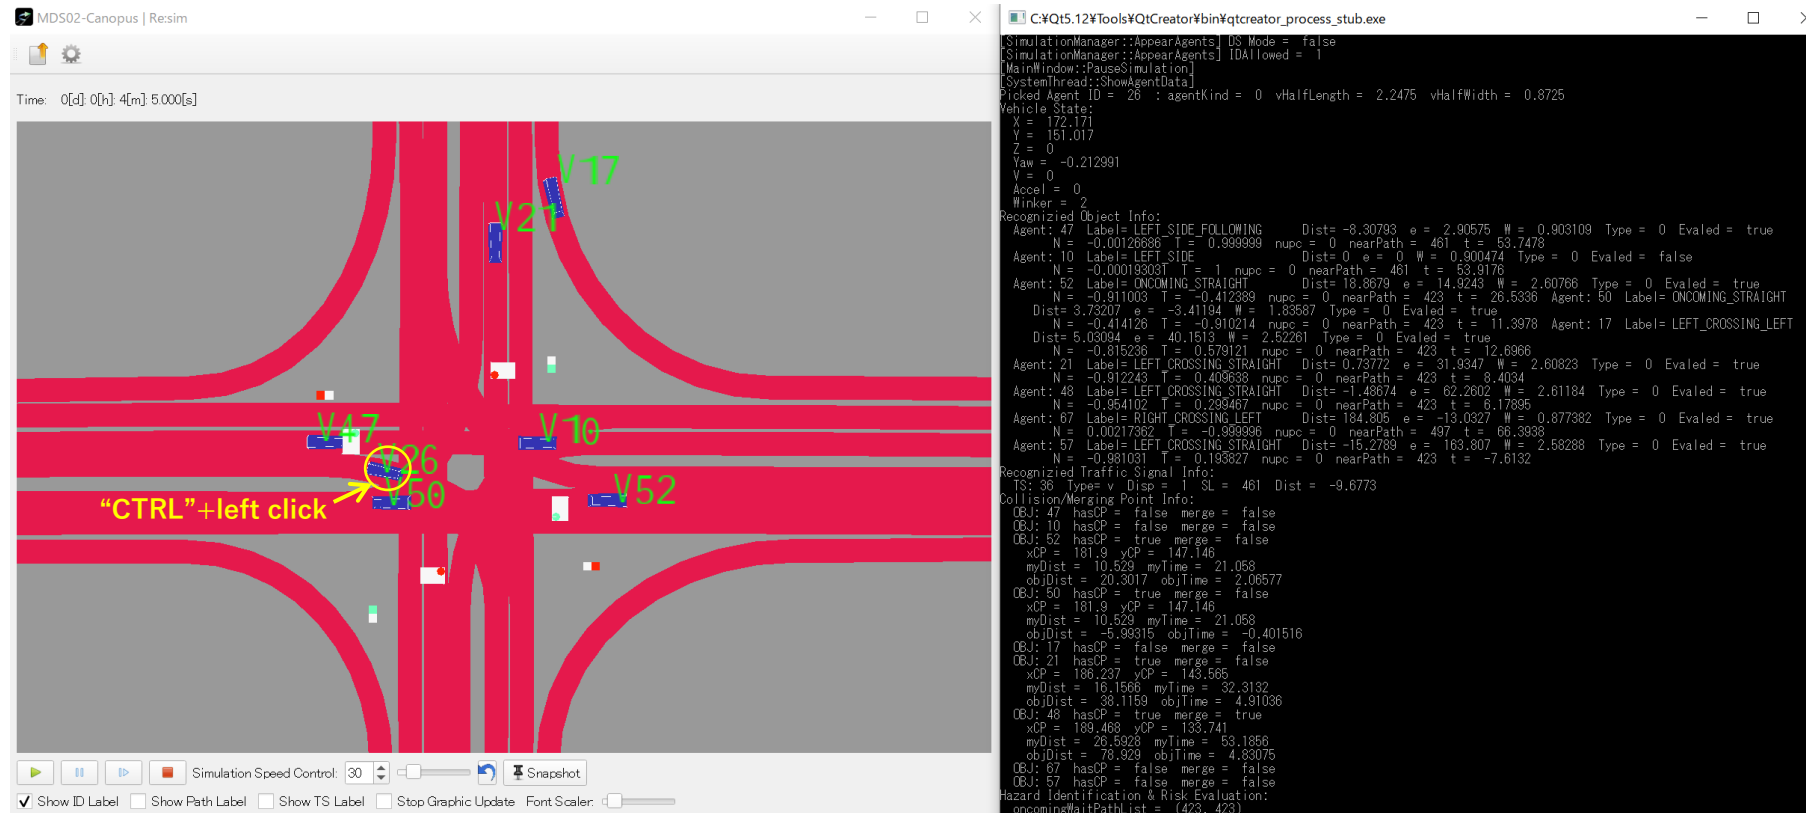 MDS02-Canopus | Re:sim
Time: 0[d]: 0[h]: 4[m]: 5.000[s]
V17
V21
V47
V10
V26
V50
V52
“CTRL”+left click
Simulation Speed Control: 30
Snapshot
Show ID Label Show Path Label Show TS Label Stop Graphic Update Font Scaler:
C:¥Qt5.12¥Tools¥QtCreator¥bin¥qtcreator_process_stub.exe
[SimulationManager::AppearAgents] DS Mode = false
[SimulationManager::AppearAgents] IDAllowed = 1
[MainWindow::PauseSimulation]
[SystemThread::ShowAgentData]
Picked Agent ID = 26 : agentKind = 0 vHalfLength = 2.2475 vHalfWidth = 0.8725
Vehicle State:
X = 172.171
Y = 151.017
Z = 0
Yaw = -0.212991
V = 0
Accel = 0
Winker = 2
Recognizied Object Info:
Agent: 47 Label= LEFT_SIDE_FOLLOWING Dist= -8.30793 e = 2.90575 W = 0.903109 Type = 0 Evaled = true
N = -0.00126686 T = 0.999999 nupc = 0 nearPath = 461 t = 53.7478
Agent: 10 Label= LEFT_SIDE Dist= 0 e = 0 W = 0.900474 Type = 0 Evaled = false
N = -0.000193031 T = 1 nupc = 0 nearPath = 461 t = 53.9176
Agent: 52 Label= ONCOMING_STRAIGHT Dist= 18.8679 e = 14.9243 W = 2.60766 Type = 0 Evaled = true
N = -0.911003 T = -0.412389 nupc = 0 nearPath = 423 t = 26.5336 Agent: 50 Label= ONCOMING_STRAIGHT
Dist= 3.73207 e = -3.41194 W = 1.83587 Type = 0 Evaled = true
N = -0.414126 T = -0.910214 nupc = 0 nearPath = 423 t = 11.3978 Agent: 17 Label= LEFT_CROSSING_LEFT
Dist= 5.03094 e = 40.1513 W = 2.52261 Type = 0 Evaled = true
N = -0.815236 T = 0.579121 nupc = 0 nearPath = 423 t = 12.6966
Agent: 21 Label= LEFT_CROSSING_STRAIGHT Dist= 0.73772 e = 31.9347 W = 2.60823 Type = 0 Evaled = true
N = -0.912243 T = 0.409638 nupc = 0 nearPath = 423 t = 8.4034
Agent: 48 Label= LEFT_CROSSING_STRAIGHT Dist= -1.48674 e = 62.2602 W = 2.61184 Type = 0 Evaled = true
N = -0.954102 T = 0.299467 nupc = 0 nearPath = 423 t = 6.17895
Agent: 67 Label= RIGHT_CROSSING_LEFT Dist= 184.805 e = -13.0327 W = 0.877382 Type = 0 Evaled = true
N = 0.00217362 T = -0.999996 nupc = 0 nearPath = 497 t = 66.3938
Agent: 57 Label= LEFT_CROSSING_STRAIGHT Dist= -15.2789 e = 163.807 W = 2.58288 Type = 0 Evaled = true
N = -0.981031 T = 0.193827 nupc = 0 nearPath = 423 t = -7.6132
Recognizied Traffic Signal Info:
TS: 36 Type= v Disp = 1 SL = 461 Dist = -9.6773
Collision/Merging Point Info:
OBJ: 47 hasCP = false merge = false
OBJ: 10 hasCP = false merge = false
OBJ: 52 hasCP = true merge = false
xCP = 181.9 yCP = 147.146
myDist = 10.529 myTime = 21.058
objDist = 20.3017 objTime = 2.06577
OBJ: 50 hasCP = true merge = false
xCP = 181.9 yCP = 147.146
myDist = 10.529 myTime = 21.058
objDist = -5.99315 objTime = -0.401516
OBJ: 17 hasCP = false merge = false
OBJ: 21 hasCP = true merge = false
xCP = 186.237 yCP = 143.565
myDist = 16.1566 myTime = 32.3132
objDist = 38.1159 objTime = 4.91036
OBJ: 48 hasCP = true merge = true
xCP = 189.468 yCP = 133.741
myDist = 26.5928 myTime = 53.1856
objDist = 78.929 objTime = 4.83075
OBJ: 67 hasCP = false merge = false
OBJ: 57 hasCP = false merge = false
Hazard Identification & Risk Evaluation:
oncomingWaitPathList = (423, 423)